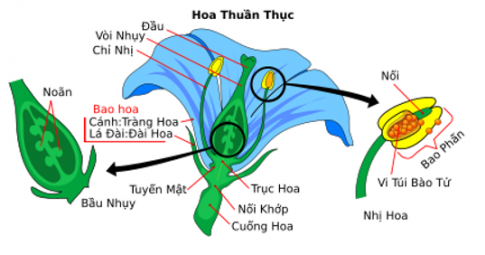 Hoa Thuần Thục
Đầu
Vòi Nhụy
Chỉ Nhị
Noãn
Bao hoa
Cánh:Tràng Hoa
Lá Đài:Đài Hoa
Nối
Bao Phấn
Vi Túi Bào Tử
Tuyến Mật
Trục Hoa
Bầu Nhụy
Nối Khớp
Nhị Hoa
Cuống Hoa